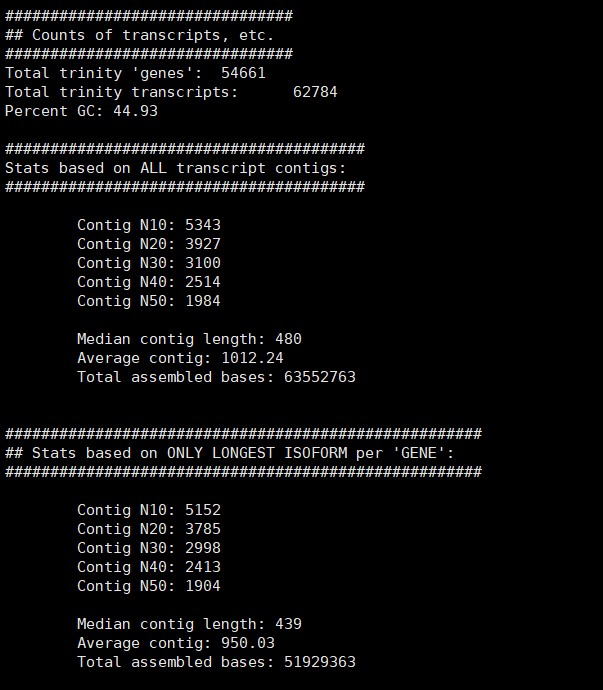 ################################
## Counts of transcripts, etc.
################################
Total trinity 'genes':  54661
Total trinity transcripts:      62784
Percent GC: 44.93
########################################
Stats based on ALL transcript contigs:
########################################
Contig N10: 5343
Contig N20: 3927
Contig N30: 3100
Contig N40: 2514
Contig N50: 1984
Median contig length: 480
Average contig: 1012.24
Total assembled bases: 63552763
#####################################################
## Stats based on ONLY LONGEST ISOFORM per 'GENE':
#####################################################
Contig N10: 5152
Contig N20: 3785
Contig N30: 2998
Contig N40: 2413
Contig N50: 1904
Median contig length: 439
Average contig: 950.03
Total assembled bases: 51929363